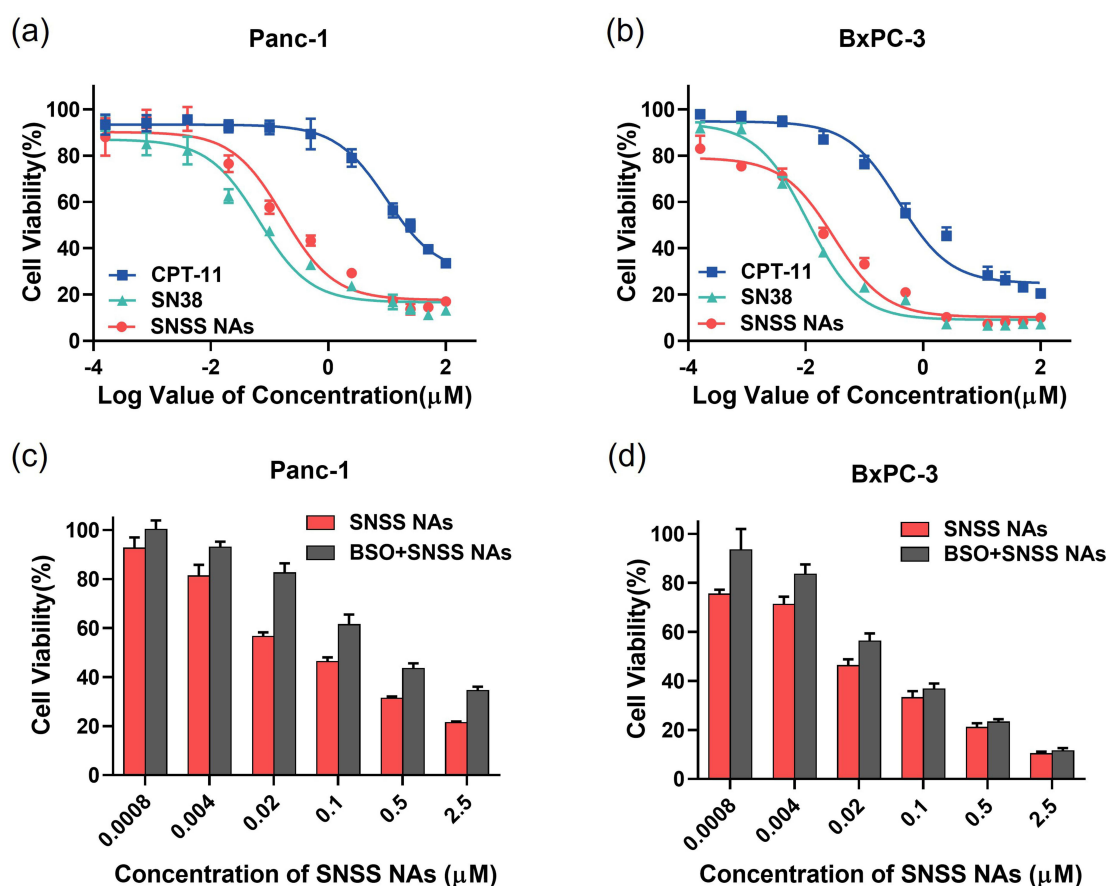 (a)
Panc-1
Cell Viability(%)
100
80
60
40
20
0
CPT-11
SN38
SNSS NAs
-4
-2
0
2
Log Value of Concentration(μM)
(b)
BxPC-3
Cell Viability(%)
100
80
60
40
20
0
CPT-11
SN38
SNSS NAs
-4
-2
0
2
Log Value of Concentration(μM)
(c)
Panc-1
Cell Viability(%)
100
80
60
40
20
0
SNSS NAs
BSO+SNSS NAs
0.0008
0.004
0.02
0.1
0.5
2.5
Concentration of SNSS NAs (μM)
(d)
BxPC-3
Cell Viability(%)
100
80
60
40
20
0
SNSS NAs
BSO+SNSS NAs
0.0008
0.004
0.02
0.1
0.5
2.5
Concentration of SNSS NAs (μM)